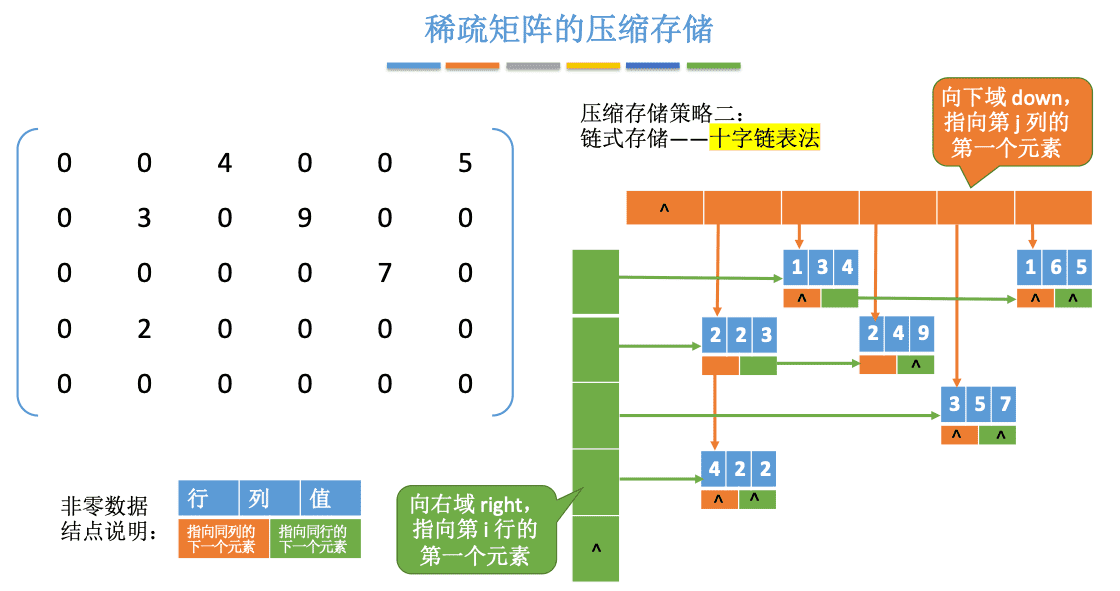 稀疏矩阵的压缩存储
压缩存储策略二：
链式存储——十字链表法
向下域 down，
指向第 j 列的
第一个元素
0 0 4 0 0 5
0 3 0 9 0 0
0 0 0 0 7 0
0 2 0 0 0 0
0 0 0 0 0 0
^
1 3 4
^
1 6 5
^ ^
2 2 3
2 4 9
^
3 5 7
^ ^
4 2 2
^ ^
^
向右域 right，
指向第 i 行的
第一个元素
非零数据
结点说明：
行 列 值
指向同列的
下一个元素
指向同行的
下一个元素